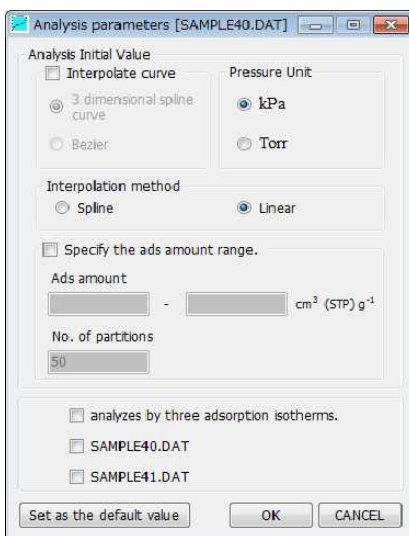 Analysis parameters [SAMPLE40.DAT]
Analysis Initial Value
Interpolate curve
Pressure Unit
3 dimensional spline
curve
kPa
Bezier
Torr
Interpolation method
Spline
Linear
Specify the ads amount range.
Ads amount
- cm³ (STP) g⁻¹
No. of partitions
50
analyzes by three adsorption isotherms.
SAMPLE40.DAT
SAMPLE41.DAT
Set as the default value
OK
CANCEL